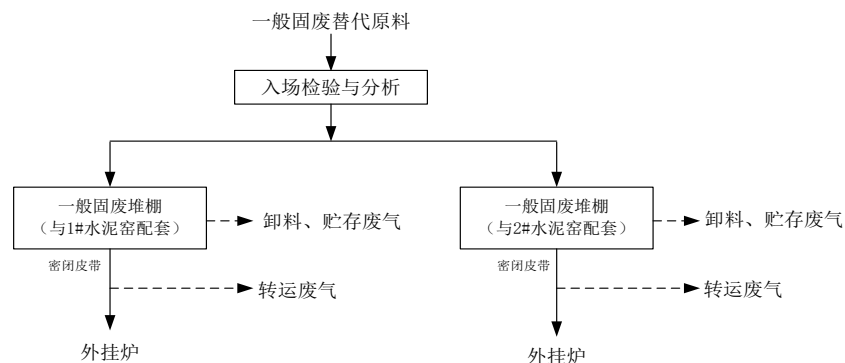 一般固废替代原料
入场检验与分析
一般固废堆棚
（与1#水泥窑配套）
卸料、贮存废气
密闭皮带
转运废气
外挂炉
一般固废堆棚
（与2#水泥窑配套）
卸料、贮存废气
密闭皮带
转运废气
外挂炉